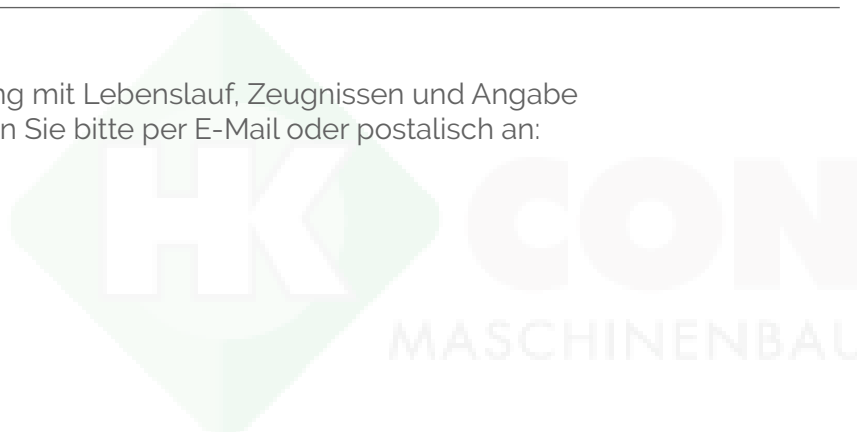 ng mit Lebenslauf, Zeugnissen und Angabe
n Sie bitte per E-Mail oder postalisch an:
HK CON
MASCHINENBAU